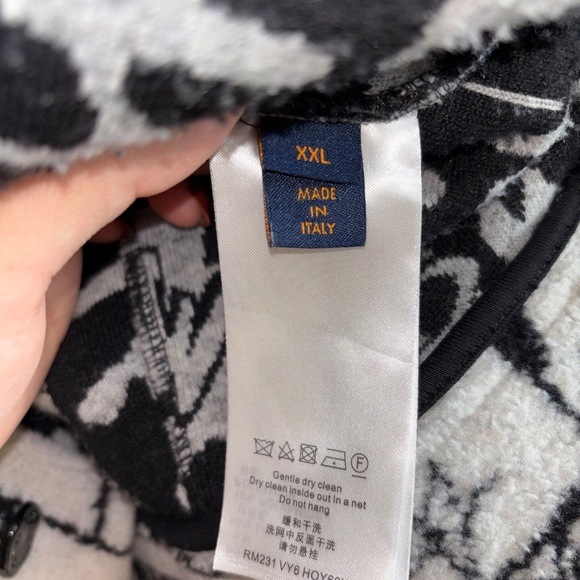 XXL
MADE
IN
ITALY
Gentle dry clean
Dry clean inside out in a net
Do not hang
缓和干洗
洗网中反面干洗
请勿悬挂
RM231 VY6